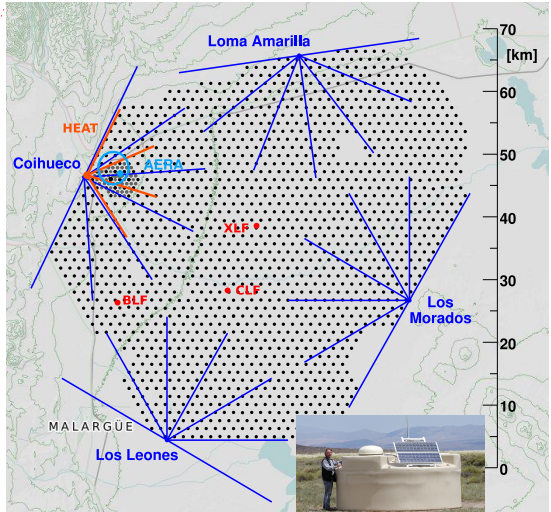 70
Loma Amarilla
[km]
60
HEAT
Coihueco
AERA
50
40
XLF
30
BLF
CLF
Los
Morados
20
10
MALARGÜE
Los Leones
0